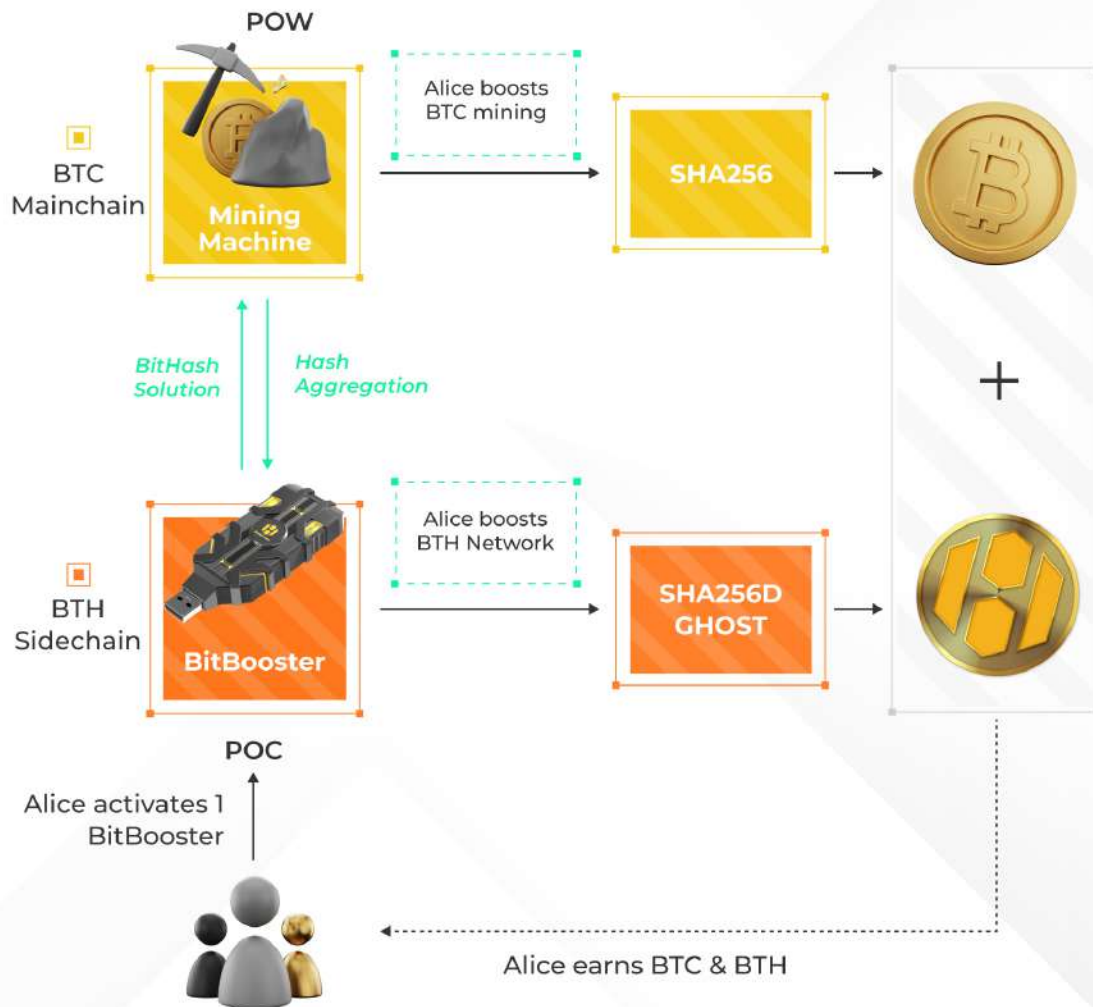 POW
Alice boosts
BTC mining
BTC
Mainchain
Mining
Machine
SHA256
BitHash
Solution
Hash
Aggregation
Alice boosts
BTH Network
BTH
Sidechain
BitBooster
SHA256D
GHOST
POC
Alice activates 1
BitBooster
Alice earns BTC & BTH